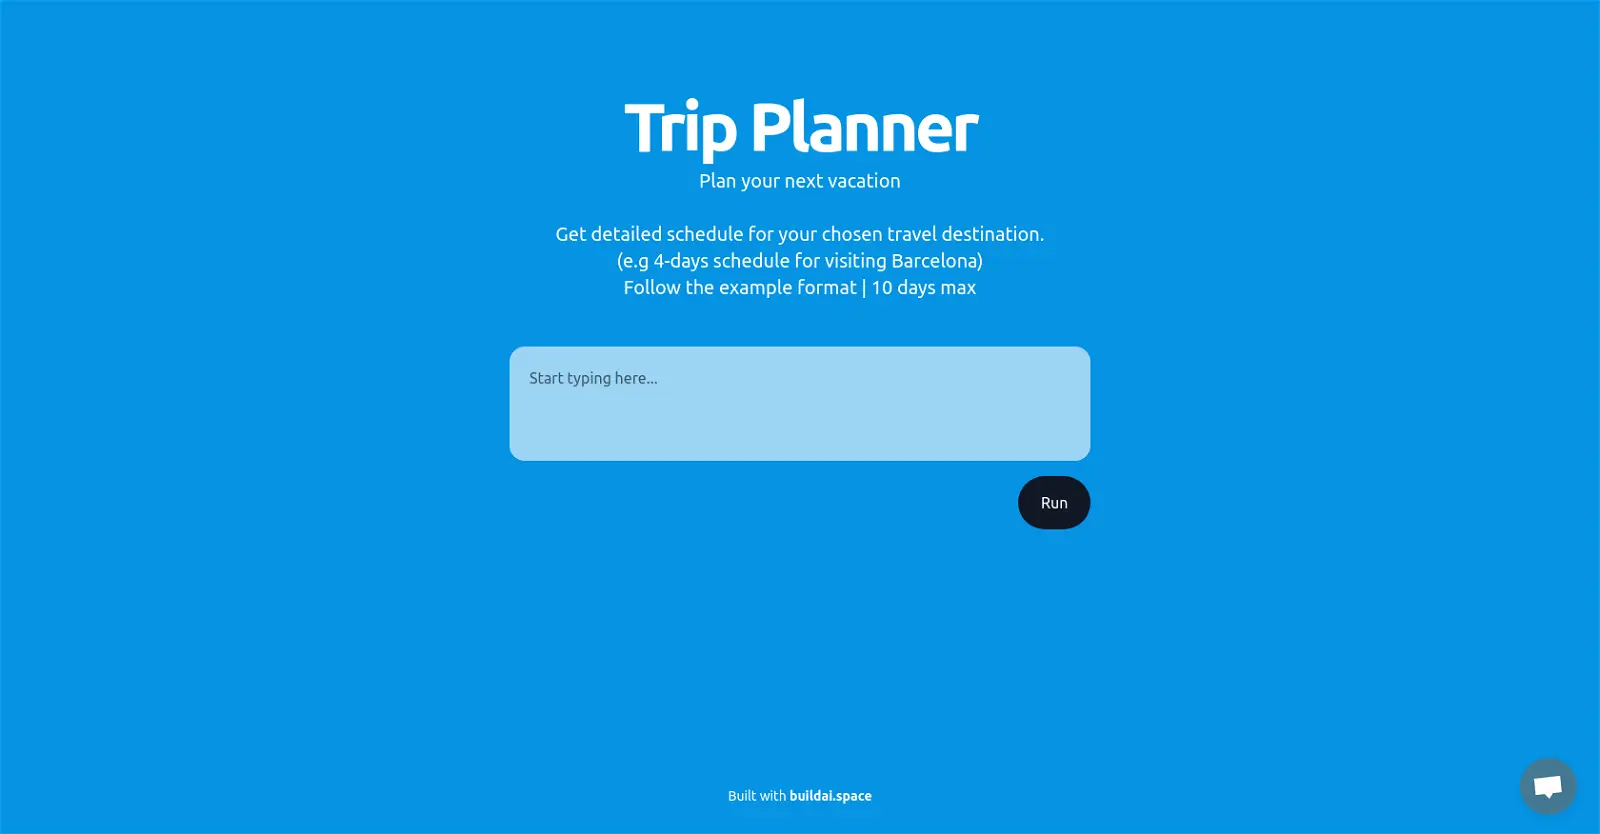 Trip Planner
Plan your next vacation
Get detailed schedule for your chosen travel destination.
(e.g 4-days schedule for visiting Barcelona)
Follow the example format | 10 days max
Start typing here...
Run
Built with buildai.space